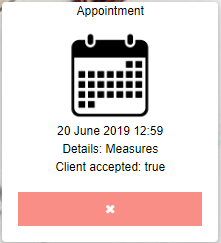 Appointment
20 June 2019 12:59
Details: Measures
Client accepted: true